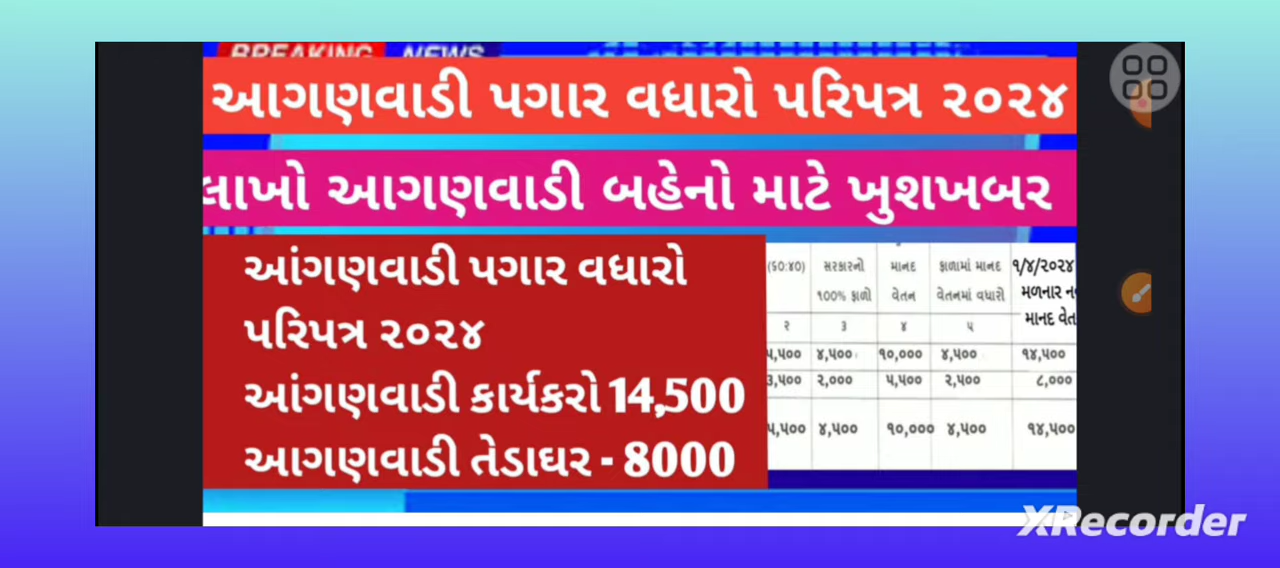 BREAKING NEWS
આગણવાડી પગાર વધારો પરિપત્ર ૨૦૨૪
લાખો આગણવાડી બહેનો માટે ખુશખબર
આંગણવાડી પગાર વધારો
પરિપત્ર ૨૦૨૪
આંગણવાડી કાર્યકરો 14,500
આગણવાડી તેડાઘર - 8000
(૬૦:૪૦) સરકારનો માનદ ફાળામાં માનદ ૧/૪/૨૦૨૪
૧૦૦% ફાળો વેતન વેતનમાં વધારો મળનાર
માનદ
૨ ૩ ૪ ૫
૫,૫૦૦ ૪,૫૦૦ ૧૦,૦૦૦ ૪,૫૦૦ ૧૪,૫૦૦
૩,૫૦૦ ૨,૦૦૦ ૫,૫૦૦ ૨,૫૦૦ ૮,૦૦૦
૫,૫૦૦ ૪,૫૦૦ ૧૦,૦૦૦ ૪,૫૦૦ ૧૪,૫૦૦
XRecorder